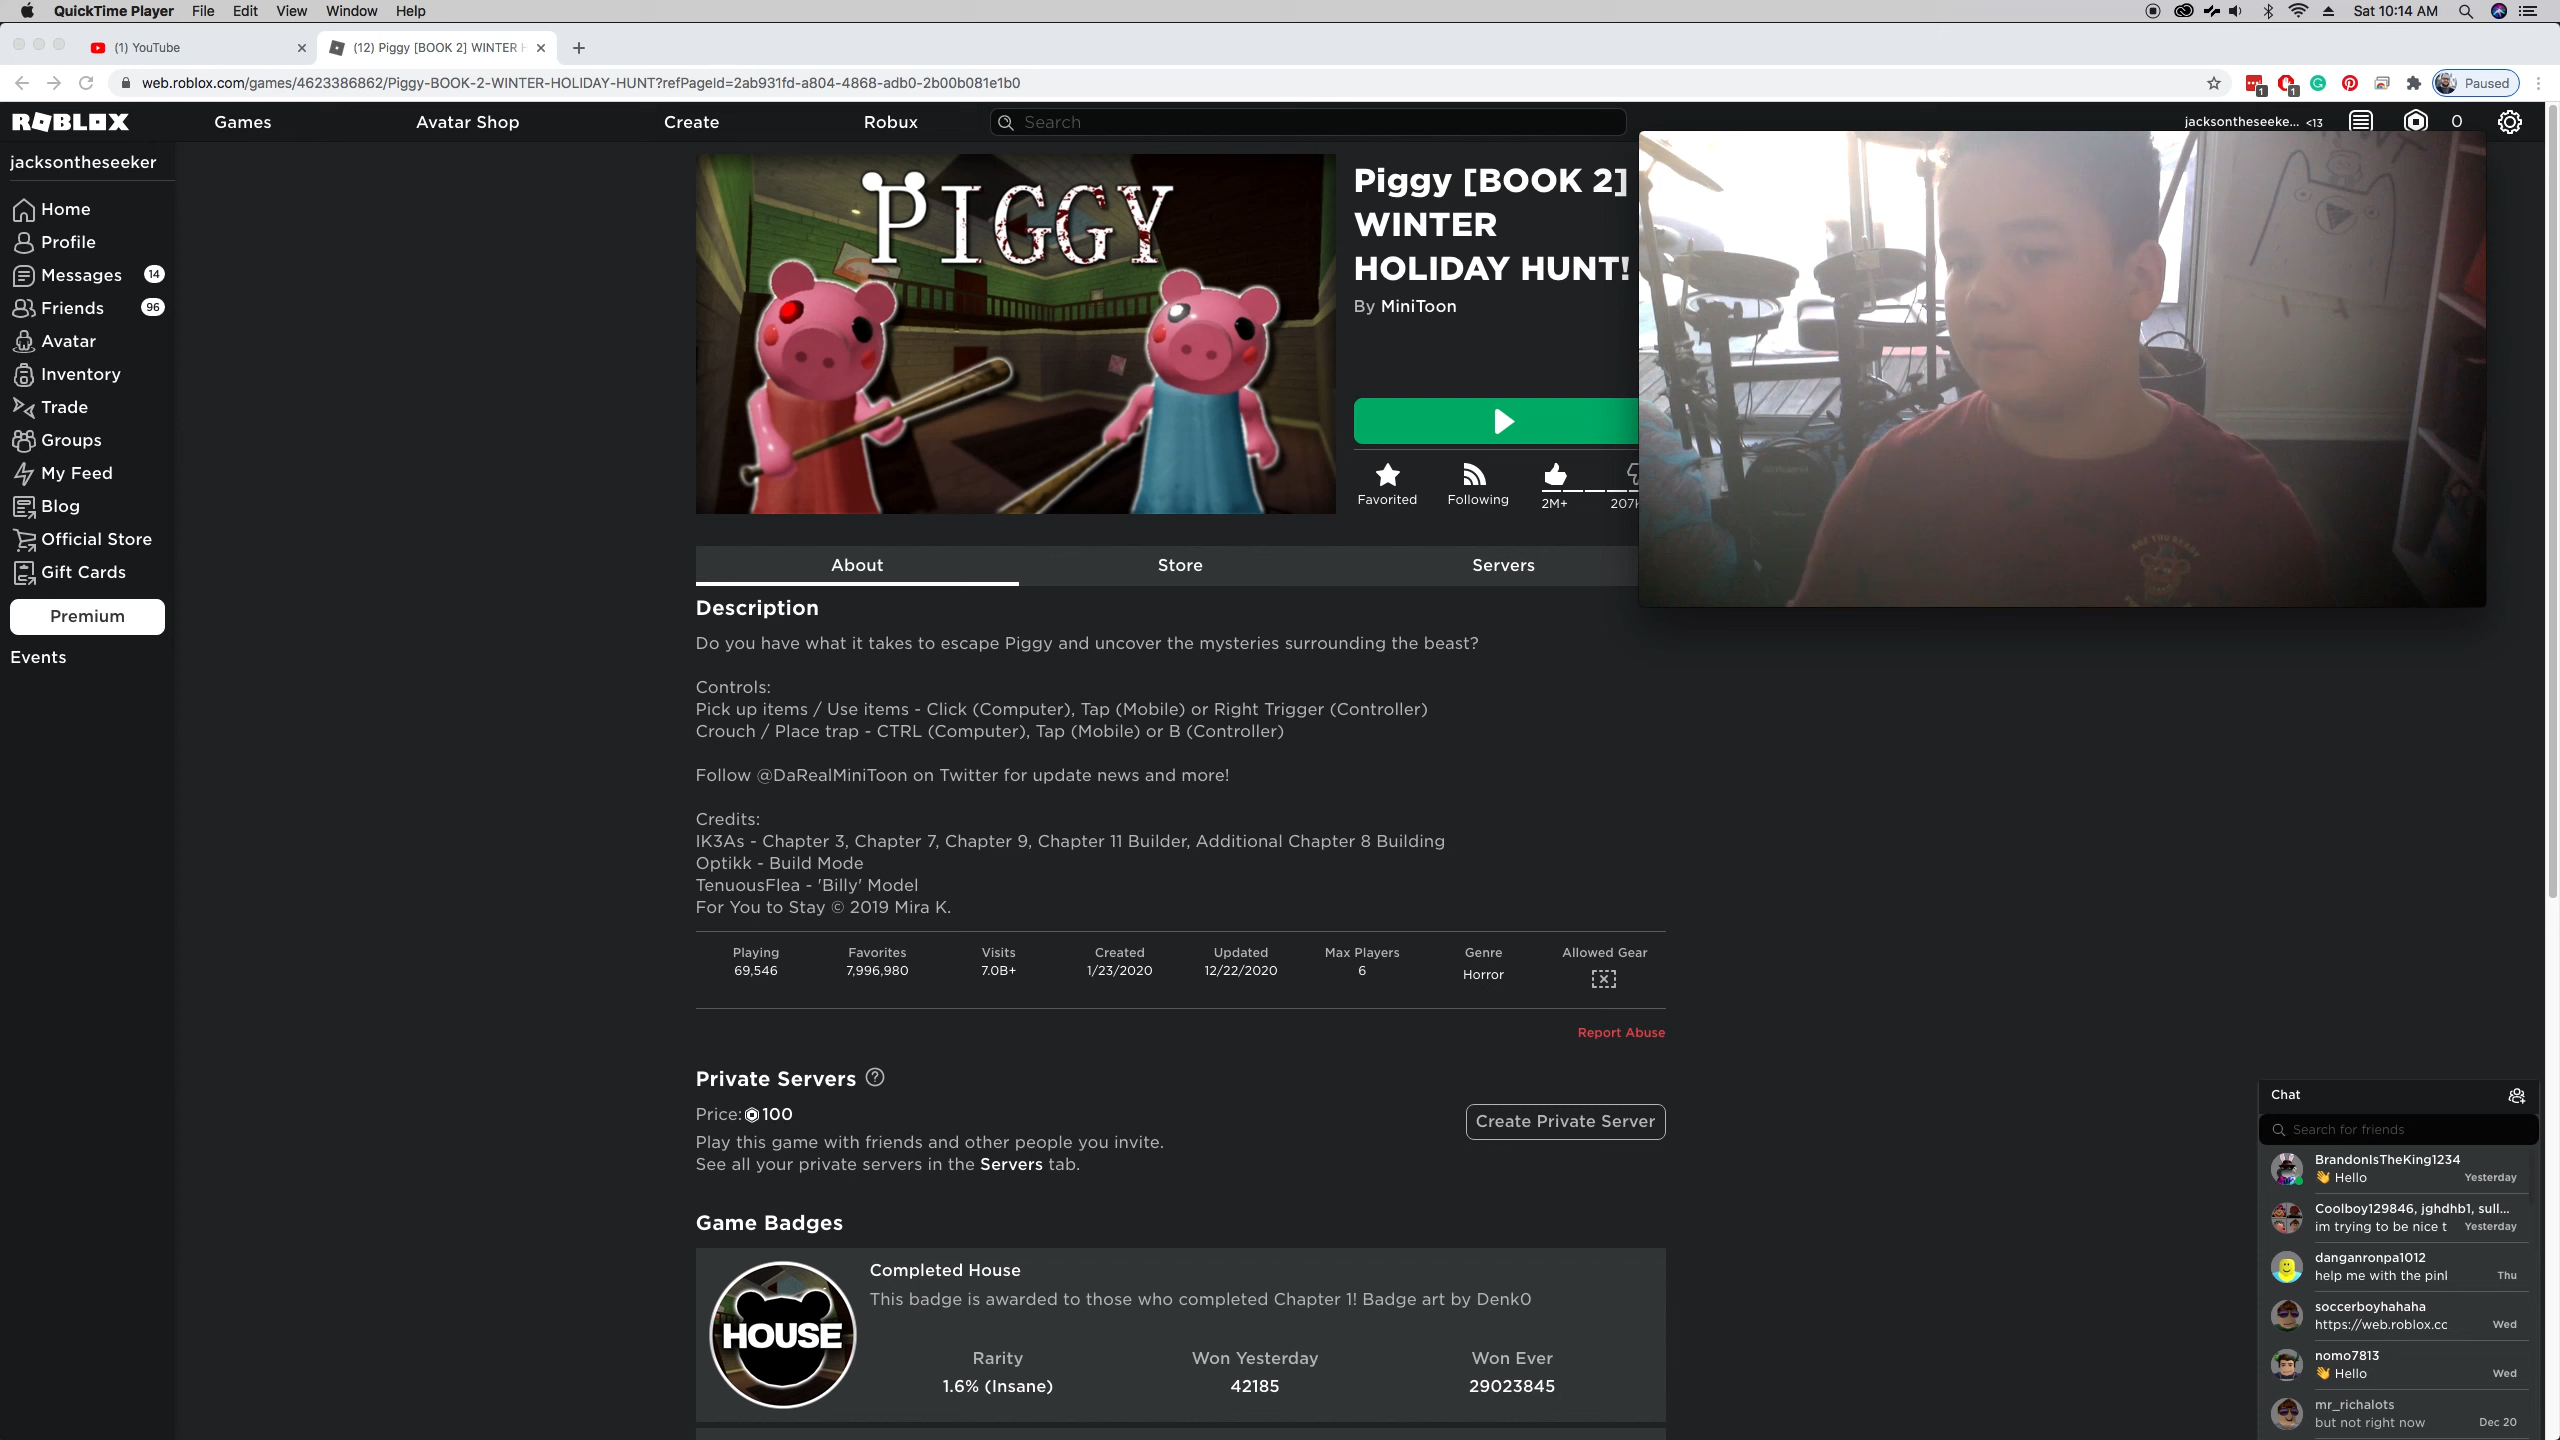 QuickTime Player File Edit View Window Help
Sat 10:14 AM
(1) YouTube
(12) Piggy [BOOK 2] WINTER H
web.roblox.com/games/4623386862/Piggy-BOOK-2-WINTER-HOLIDAY-HUNT?refPageId=2ab931fd-a804-4868-adb0-2b00b081e1b0
1
1
Paused
ROBLOX
Games
Avatar Shop
Create
Robux
Search
jacksontheseeke... <13
0
jacksontheseeker
Home
Profile
Messages 14
Friends 96
Avatar
Inventory
Trade
Groups
My Feed
Blog
Official Store
Gift Cards
Premium
Events
PIGGY
Piggy [BOOK 2]
WINTER
HOLIDAY HUNT!
By MiniToon
Favorited
Following
2M+
207K
About
Store
Servers
Description
Do you have what it takes to escape Piggy and uncover the mysteries surrounding the beast?
Controls:
Pick up items / Use items - Click (Computer), Tap (Mobile) or Right Trigger (Controller)
Crouch / Place trap - CTRL (Computer), Tap (Mobile) or B (Controller)
Follow @DaRealMiniToon on Twitter for update news and more!
Credits:
IK3As - Chapter 3, Chapter 7, Chapter 9, Chapter 11 Builder, Additional Chapter 8 Building
Optikk - Build Mode
TenuousFlea - 'Billy' Model
For You to Stay © 2019 Mira K.
Playing Favorites Visits Created Updated Max Players Genre Allowed Gear
69,546 7,996,980 7.0B+ 1/23/2020 12/22/2020 6 Horror
Report Abuse
Private Servers
Price: 100
Create Private Server
Play this game with friends and other people you invite.
See all your private servers in the Servers tab.
Game Badges
HOUSE
Completed House
This badge is awarded to those who completed Chapter 1! Badge art by Denk0
Rarity Won Yesterday Won Ever
1.6% (Insane) 42185 29023845
Chat
Search for friends
BrandonIsTheKing1234
👋 Hello Yesterday
Coolboy129846, jghdhb1, sull...
im trying to be nice t Yesterday
danganronpa1012
help me with the pinl Thu
soccerboyhahaha
https://web.roblox.cc Wed
nomo7813
👋 Hello Wed
mr_richalots
but not right now Dec 20